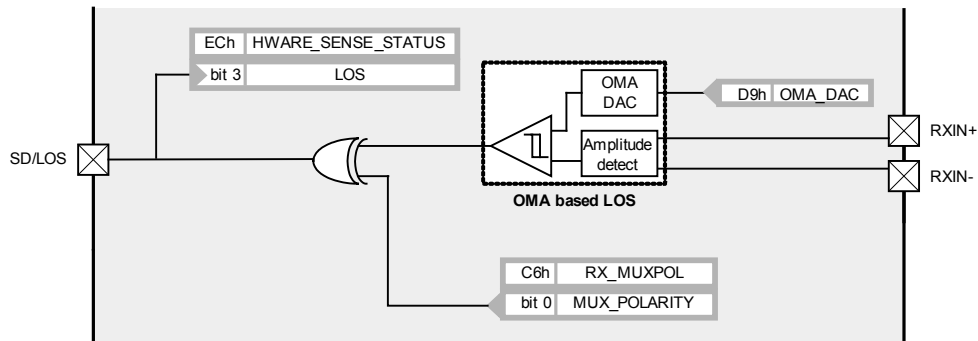 ECh HWARE_SENSE_STATUS
bit 3 LOS
OMA
DAC
D9h OMA_DAC
RXIN+
Amplitude
detect
SD/LOS
RXIN-
OMA based LOS
C6h RX_MUXPOL
bit 0 MUX_POLARITY